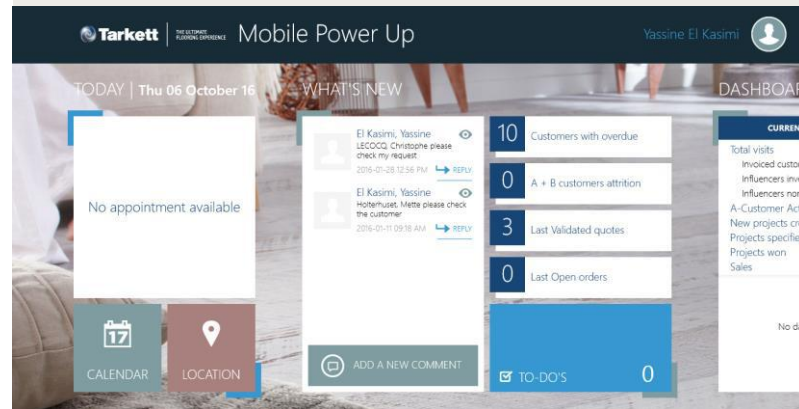 Tarkett THE ULTIMATE FLOORING EXPERIENCE Mobile Power Up
Yassine El Kasimi
TODAY | Thu 06 October 16
No appointment available
17
CALENDAR
LOCATION
WHAT'S NEW
El Kasimi, Yassine
LECOCQ, Christophe please
check my request
2016-01-28 12:56 PM REPLY
El Kasimi, Yassine
Holterhuset, Mette please check
the customer
2016-01-11 09:18 AM REPLY
ADD A NEW COMMENT
10 Customers with overdue
0 A + B customers attrition
3 Last Validated quotes
0 Last Open orders
TO-DO'S 0
DASHBOAR
CURREN
Total visits
Invoiced custo
Influencers inv
Influencers nor
A-Customer Act
New projects cr
Projects specifie
Projects won
Sales
No da